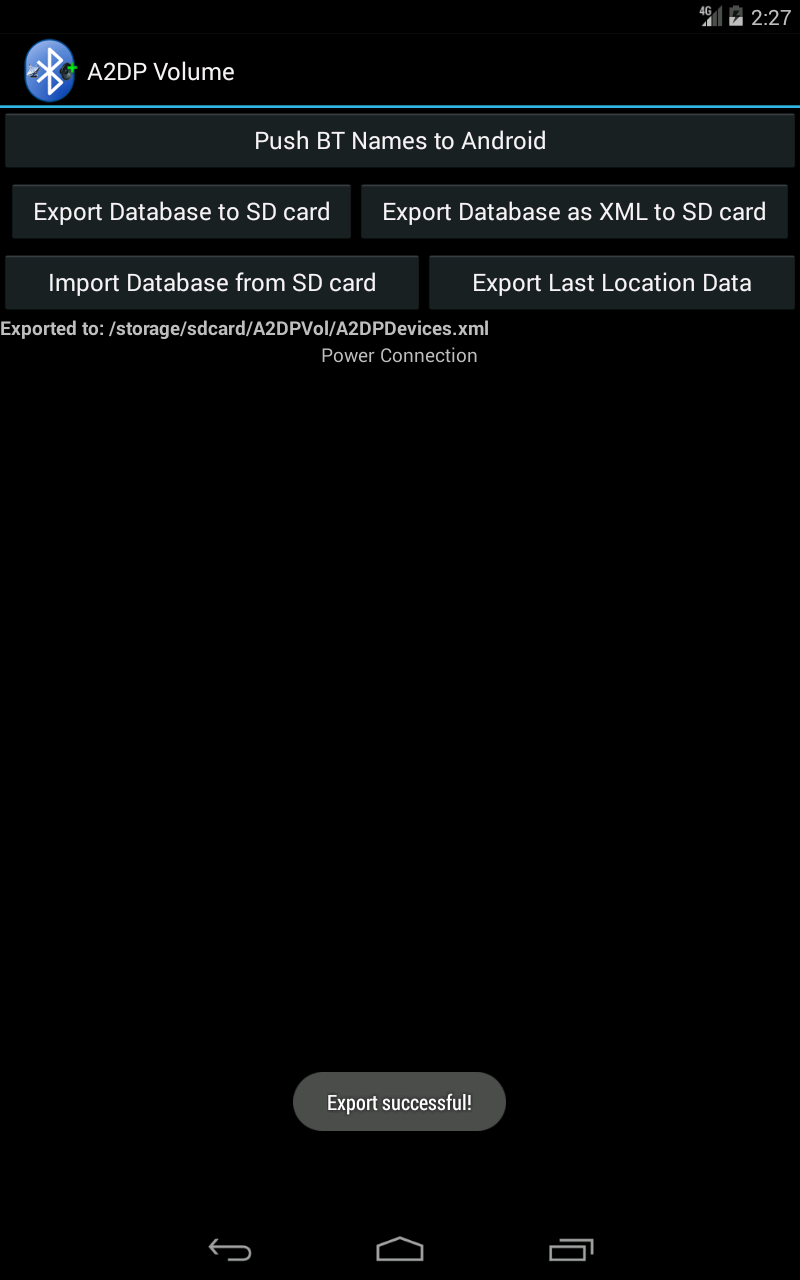 4G 2:27
A2DP Volume
Push BT Names to Android
Export Database to SD card Export Database as XML to SD card
Import Database from SD card Export Last Location Data
Exported to: /storage/sdcard/A2DPVol/A2DPDevices.xml
Power Connection
Export successful!